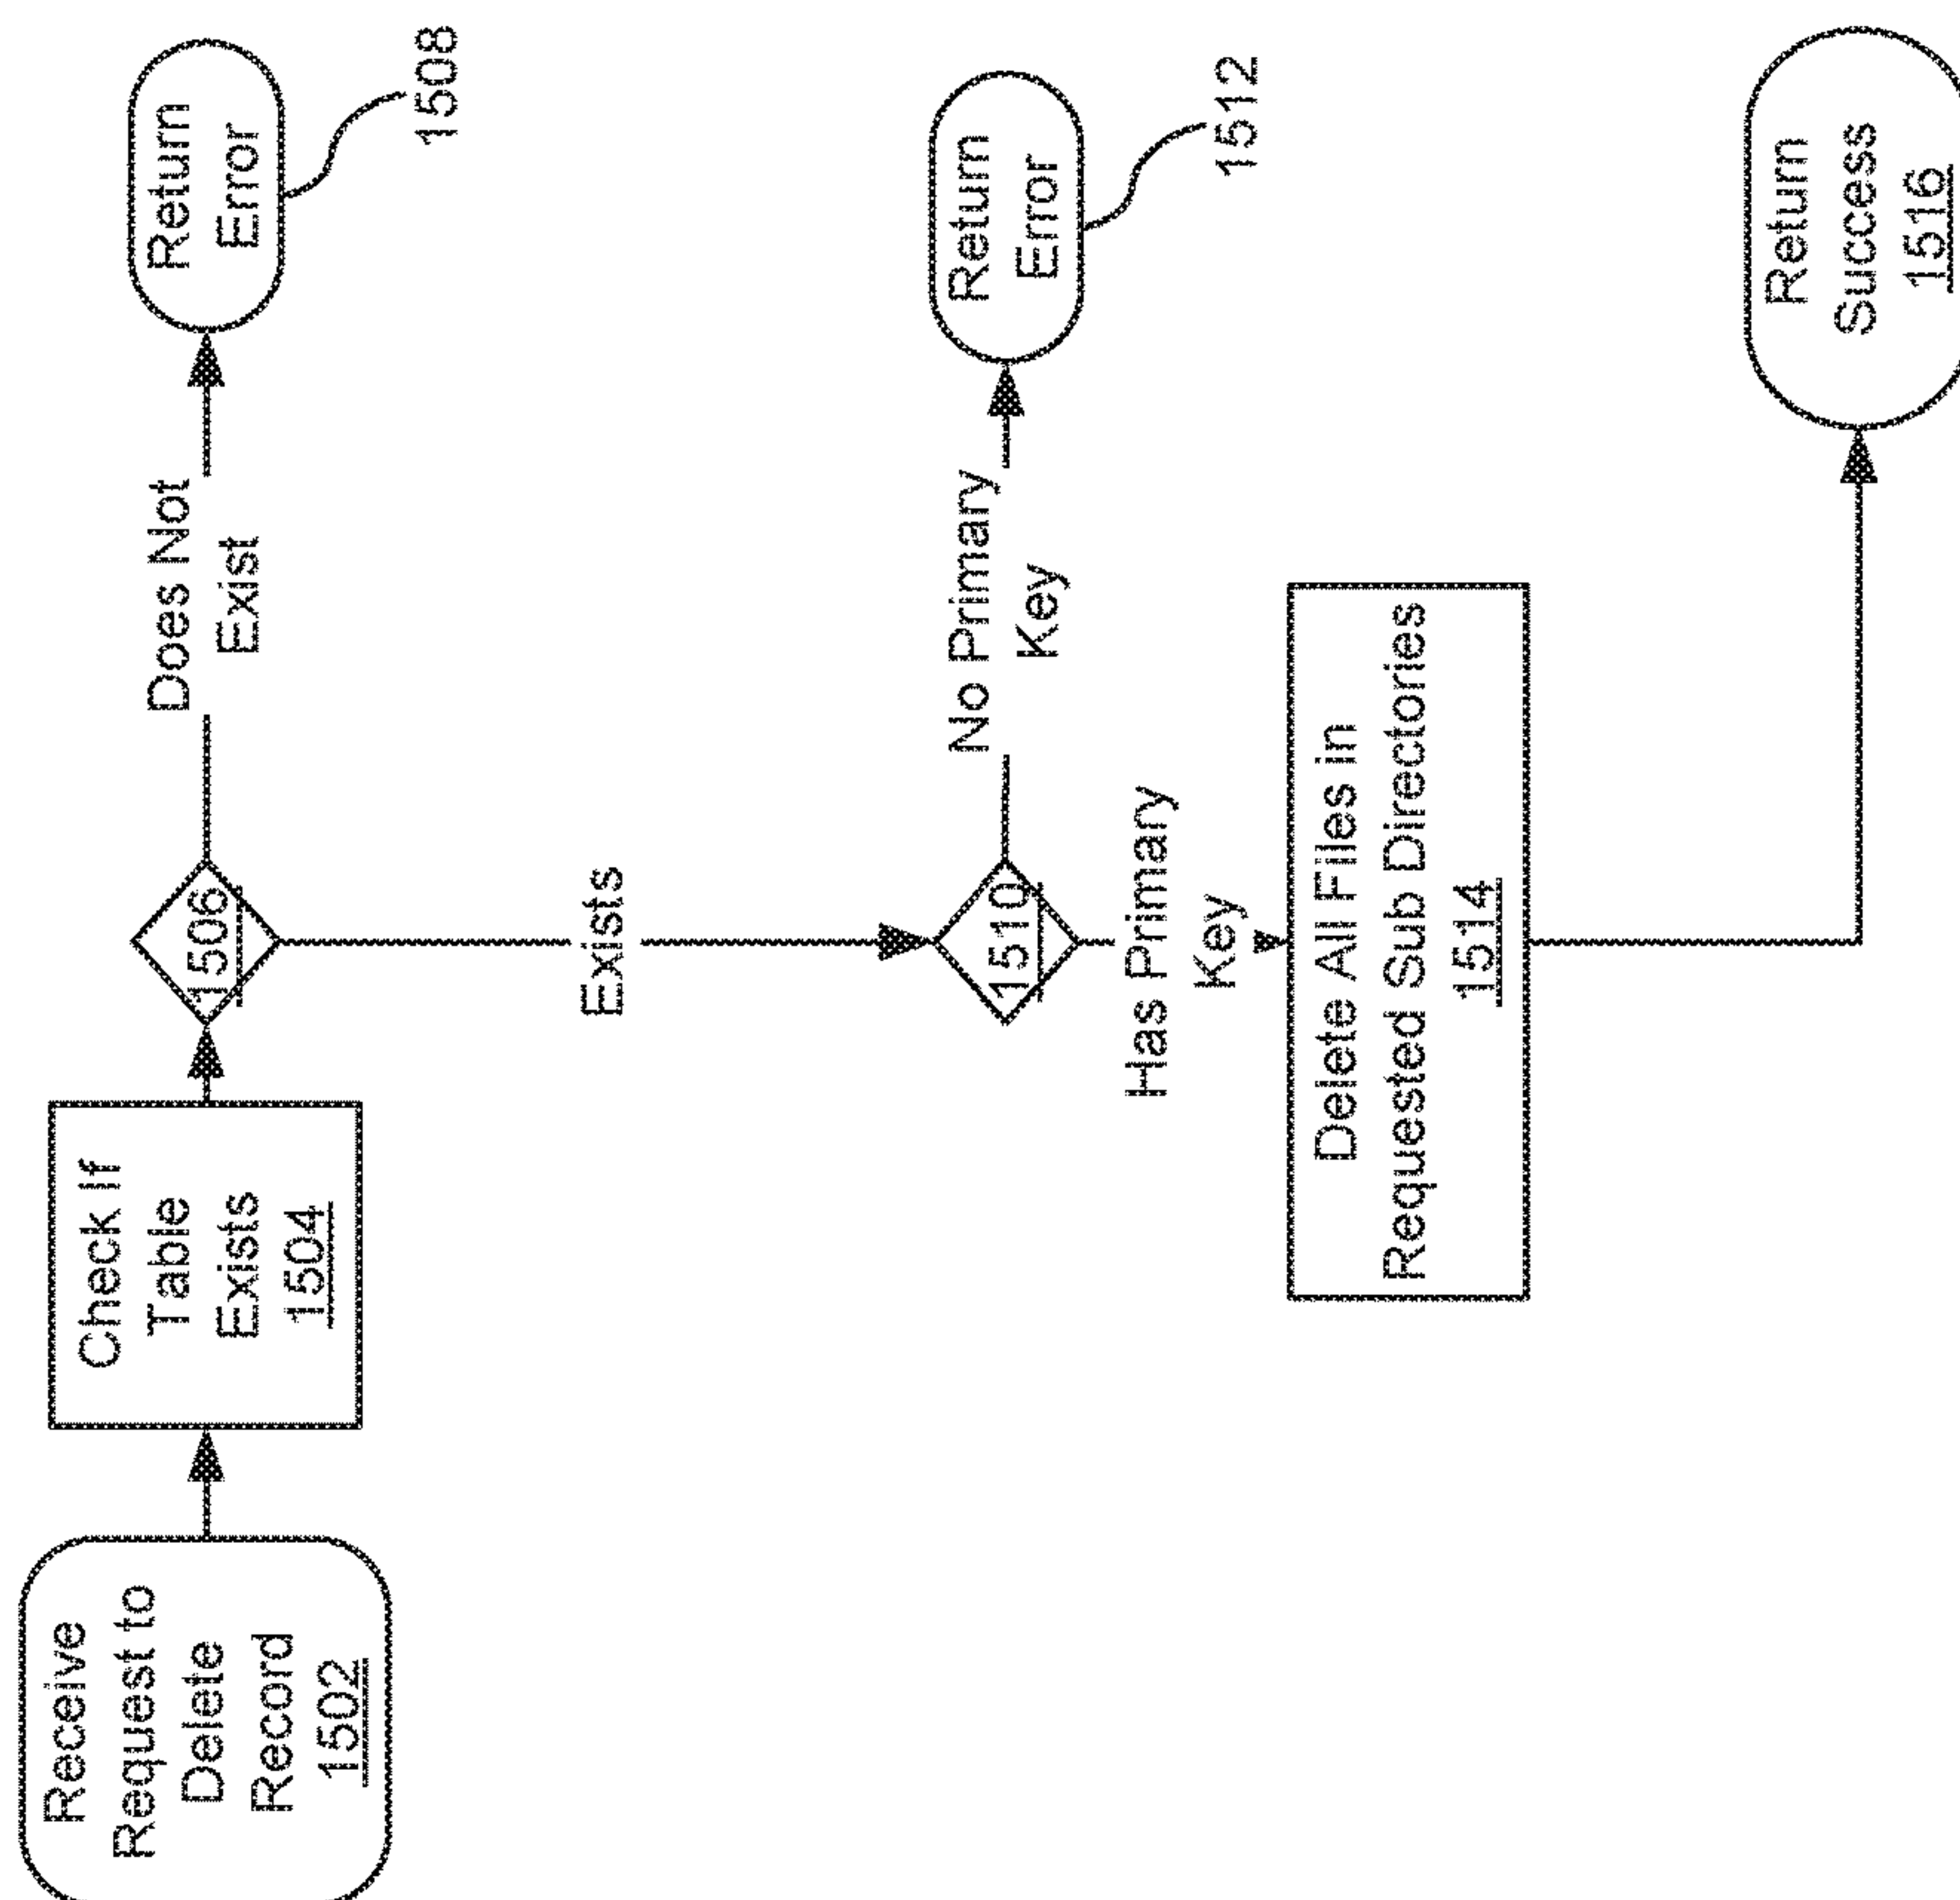 Receive
Request to
Delete
Record
1502
Check If
Table
Exists
1504
1506
Does Not
Exist
Return
Error
1508
Exists
1510
No Primary
Key
Return
Error
1512
Has Primary
Key
Delete All Files in
Requested Sub Directories
1514
Return
Success
1516